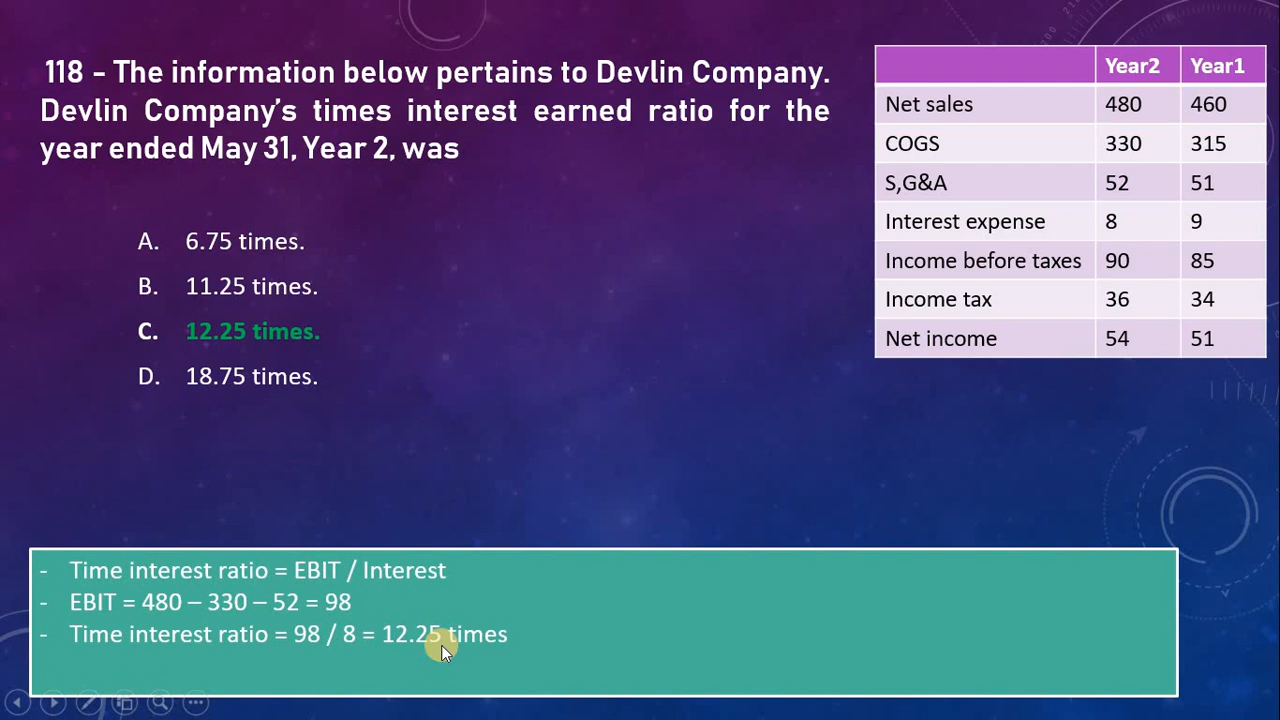 118 - The information below pertains to Devlin Company.
Devlin Company's times interest earned ratio for the
year ended May 31, Year 2, was
A. 6.75 times.
B. 11.25 times.
C. 12.25 times.
D. 18.75 times.
Year2 Year1
Net sales 480 460
COGS 330 315
S,G&A 52 51
Interest expense 8 9
Income before taxes 90 85
Income tax 36 34
Net income 54 51
- Time interest ratio = EBIT / Interest
- EBIT = 480 – 330 – 52 = 98
- Time interest ratio = 98 / 8 = 12.25 times